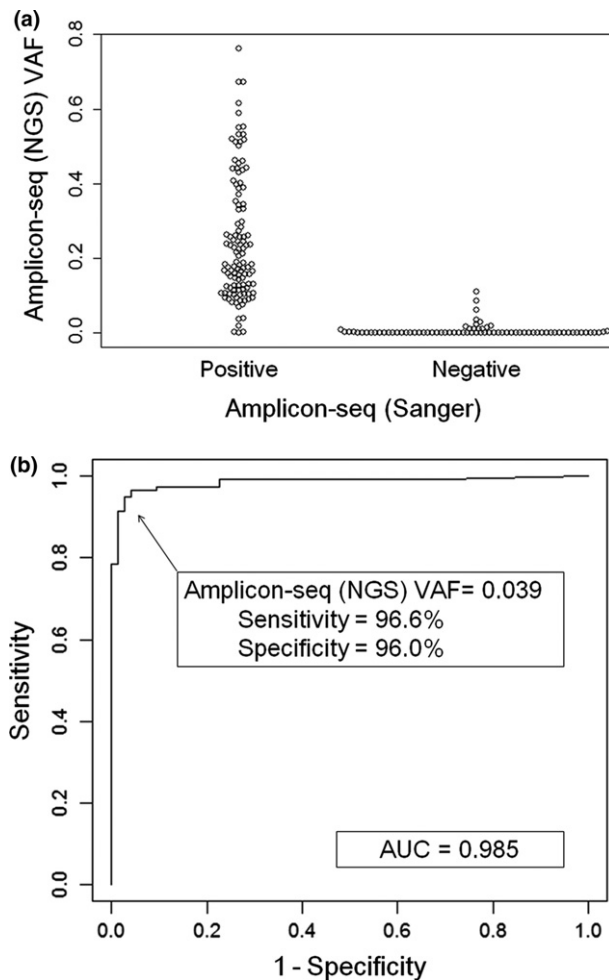 (a)
Amplicon-seq (NGS) VAF
0.8
0.6
0.4
0.2
0.0
Positive
Negative
Amplicon-seq (Sanger)
(b)
Sensitivity
1.0
0.8
0.6
0.4
0.2
0.0
Amplicon-seq (NGS) VAF= 0.039
Sensitivity = 96.6%
Specificity = 96.0%
AUC = 0.985
0.0 0.2 0.4 0.6 0.8 1.0
1 - Specificity